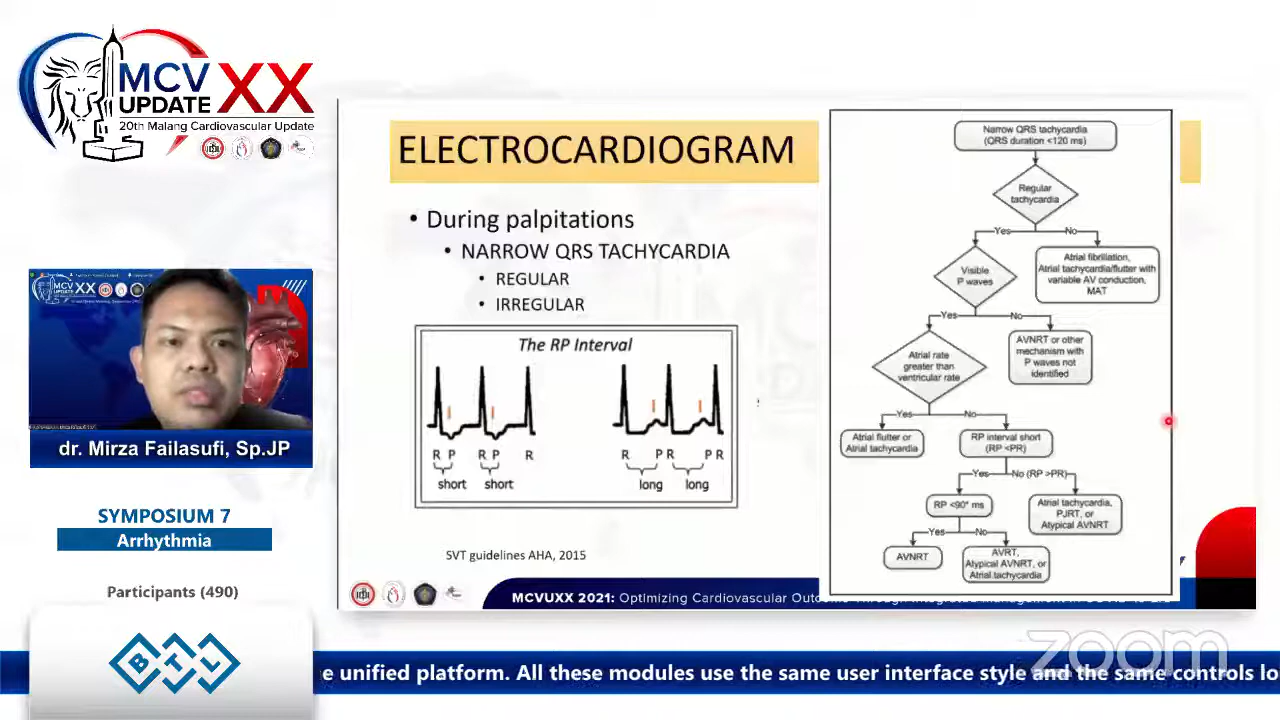 MCV XX
UPDATE
20th Malang Cardiovascular Update
MCV XX
UPDATE
dr. Mirza Failasufi, Sp.JP
SYMPOSIUM 7
Arrhythmia
Participants (490)
BTL
ELECTROCARDIOGRAM
• During palpitations
• NARROW QRS TACHYCARDIA
• REGULAR
• IRREGULAR
The RP Interval
R P R P R
short short
R P R P R
long long
SVT guidelines AHA, 2015
Narrow QRS tachycardia
(QRS duration <120 ms)
Regular
tachycardia
Yes No
Visible
P waves
Atrial fibrillation,
Atrial tachycardia/flutter with
variable AV conduction,
MAT
Yes No
Atrial rate
greater than
ventricular rate
AVNRT or other
mechanism with
P waves not
identified
Yes No
Atrial flutter or
Atrial tachycardia
RP interval short
(RP <PR)
Yes No (RP >PR)
RP <90* ms
Atrial tachycardia,
PJRT, or
Atypical AVNRT
Yes No
AVNRT
AVRT,
Atypical AVNRT, or
Atrial tachycardia
MCVUXX 2021: Optimizing Cardiovascular
zoom
e unified platform. All these modules use the same user interface style and the same controls lo